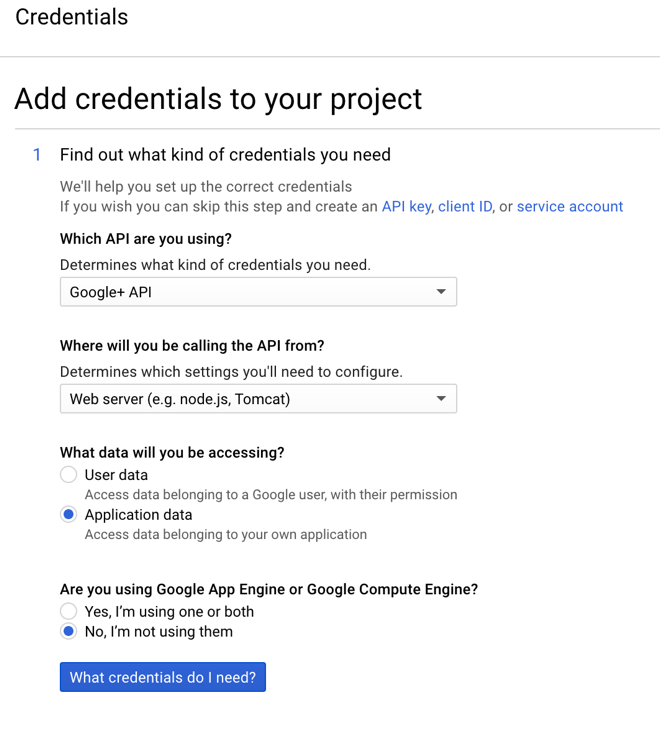 Credentials
Add credentials to your project
1 Find out what kind of credentials you need
We'll help you set up the correct credentials
If you wish you can skip this step and create an API key, client ID, or service account
Which API are you using?
Determines what kind of credentials you need.
Google+ API
Where will you be calling the API from?
Determines which settings you'll need to configure.
Web server (e.g. node.js, Tomcat)
What data will you be accessing?
User data
Access data belonging to a Google user, with their permission
Application data
Access data belonging to your own application
Are you using Google App Engine or Google Compute Engine?
Yes, I’m using one or both
No, I’m not using them
What credentials do I need?